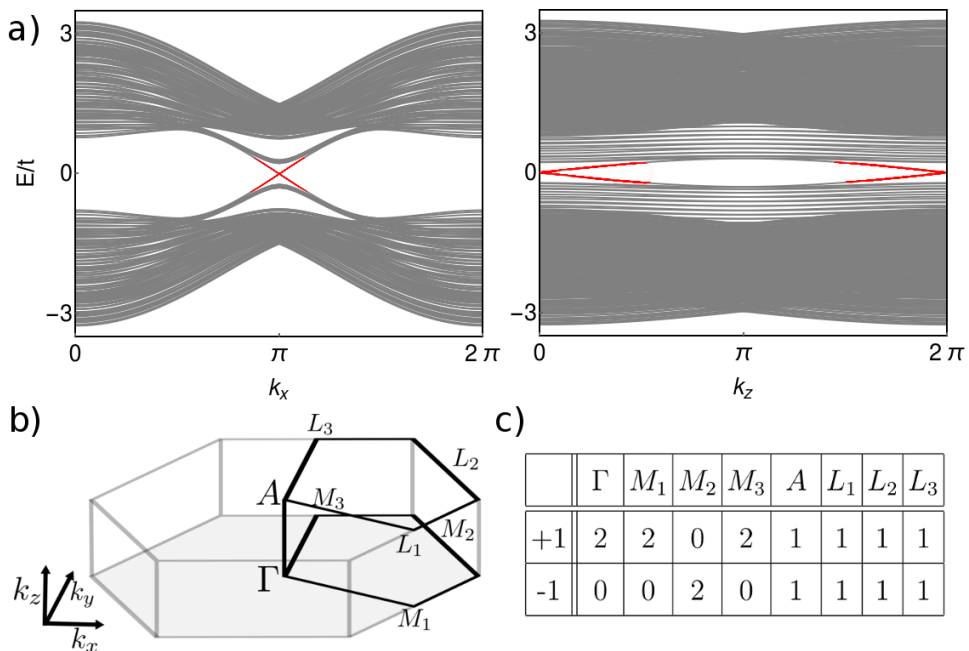 a)
3
0
−3
E/t
0
π
2 π
k_x
3
0
−3
0
π
2 π
k_z
b)
L_3
L_2
A
M_3
L_1
M_2
Γ
M_1
k_z
k_y
k_x
c)
Γ M_1 M_2 M_3 A L_1 L_2 L_3
+1 2 2 0 2 1 1 1 1
-1 0 0 2 0 1 1 1 1